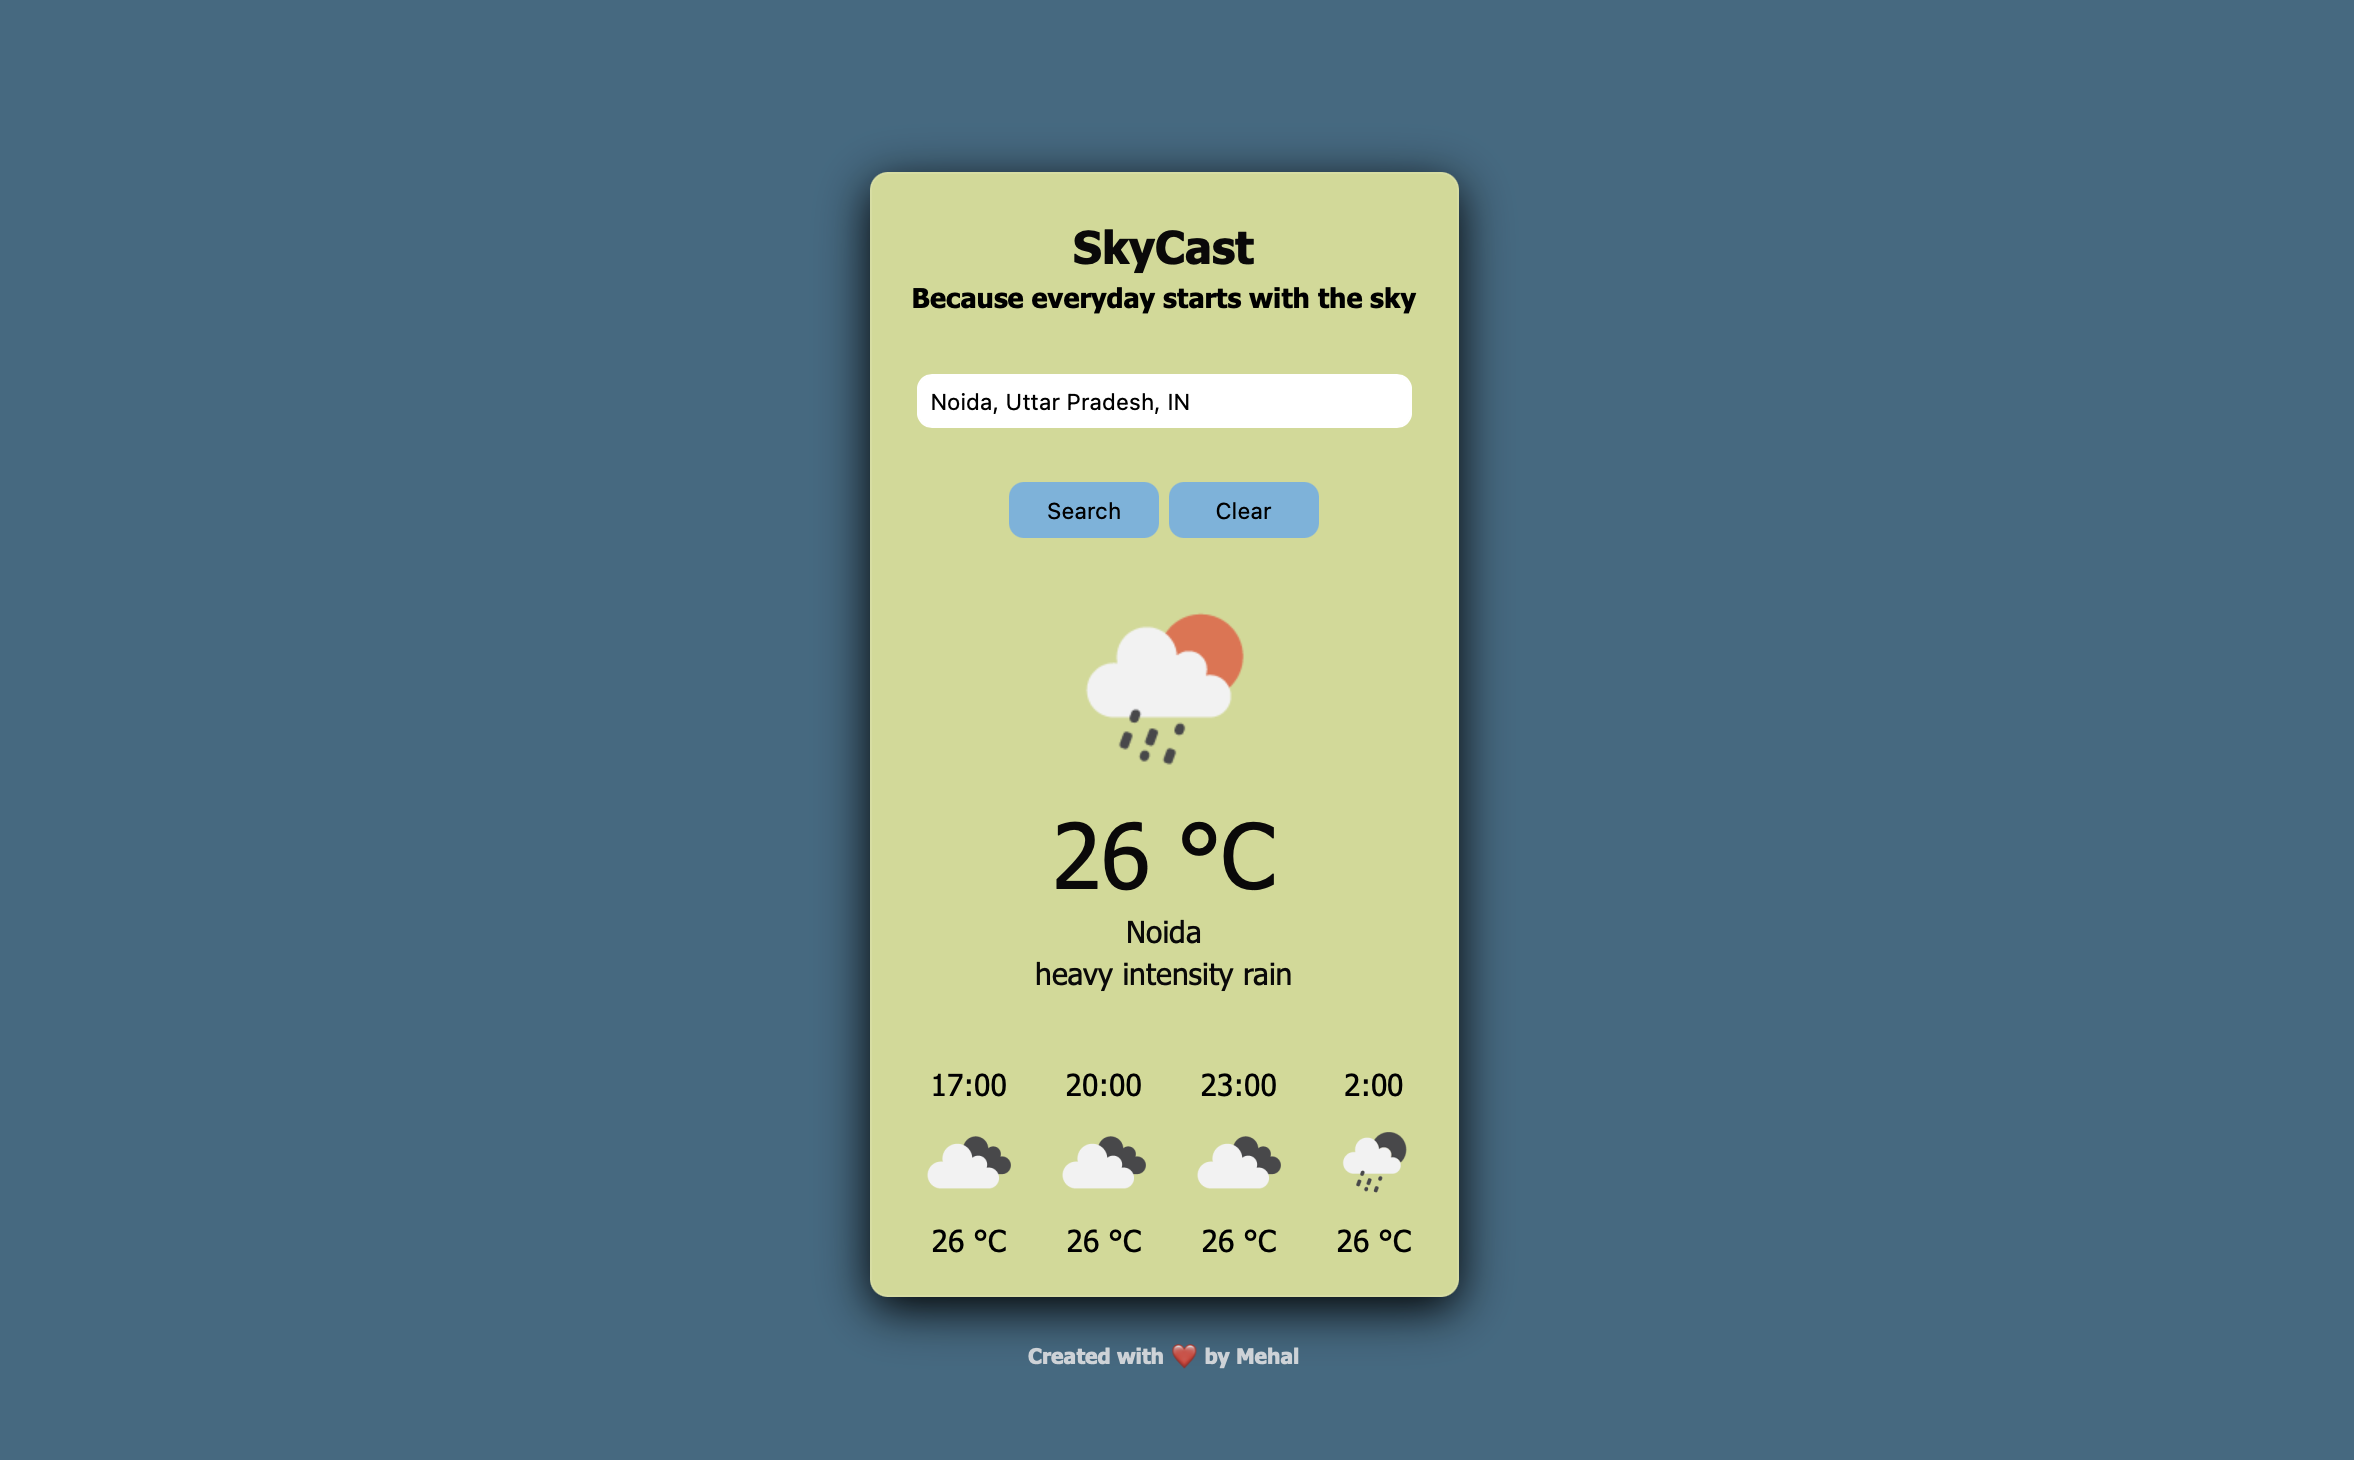 SkyCast
Because everyday starts with the sky
Noida, Uttar Pradesh, IN
Search Clear
26 °C
Noida
heavy intensity rain
17:00 20:00 23:00 2:00
26 °C 26 °C 26 °C 26 °C
Created with ❤️ by Mehal